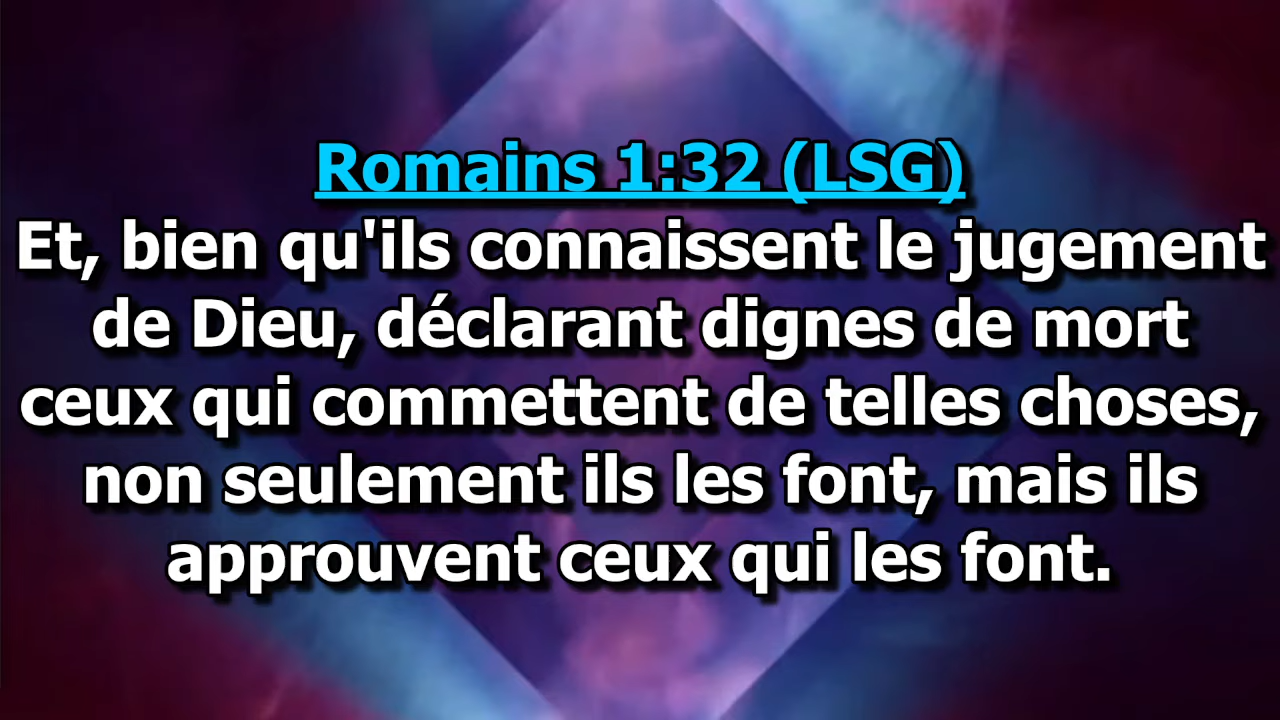 Romains 1:32 (LSG)
Et, bien qu'ils connaissent le jugement
de Dieu, déclarant dignes de mort
ceux qui commettent de telles choses,
non seulement ils les font, mais ils
approuvent ceux qui les font.